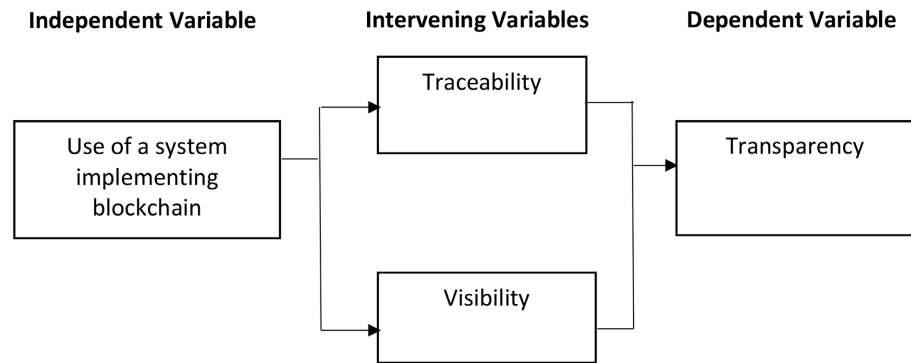 Independent Variable
Intervening Variables
Dependent Variable
Traceability
Use of a system
implementing
blockchain
Transparency
Visibility